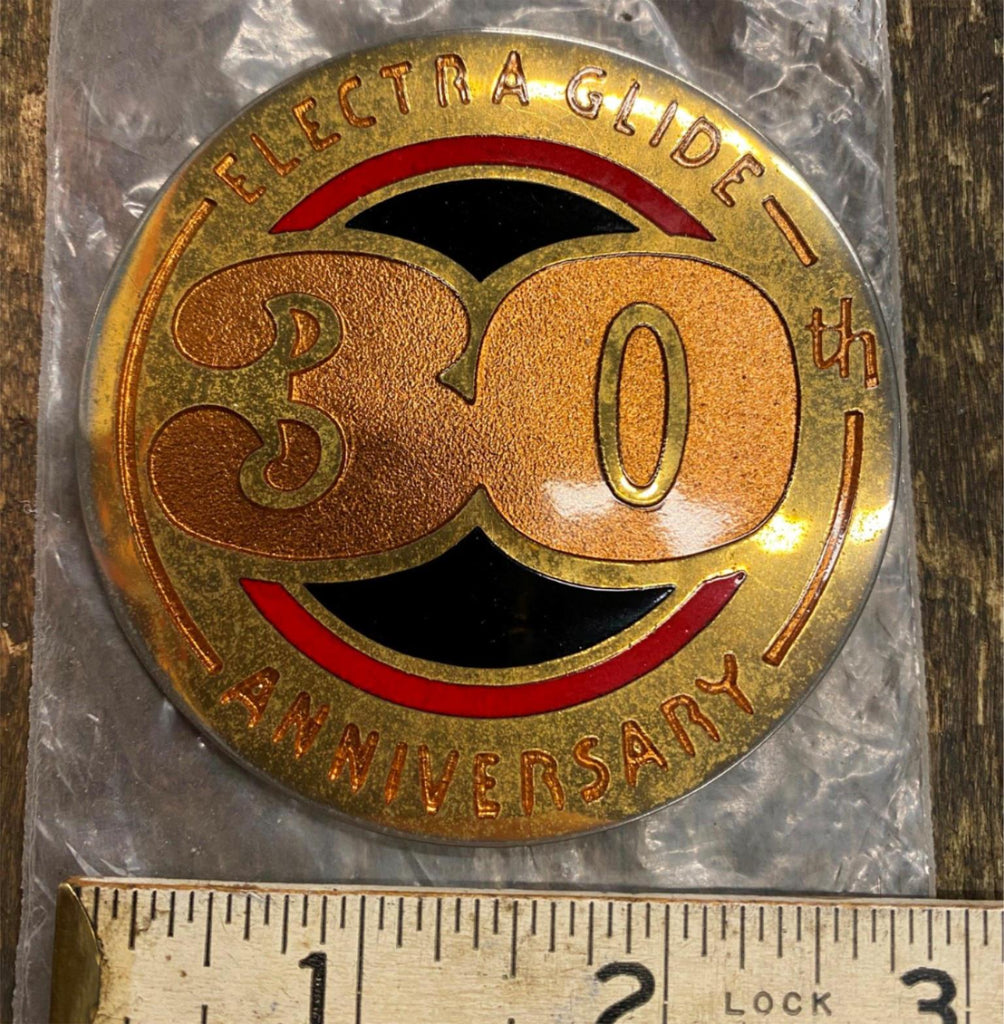 ELECTRA GLIDE
30th
ANNIVERSARY
1 2 3
LOCK